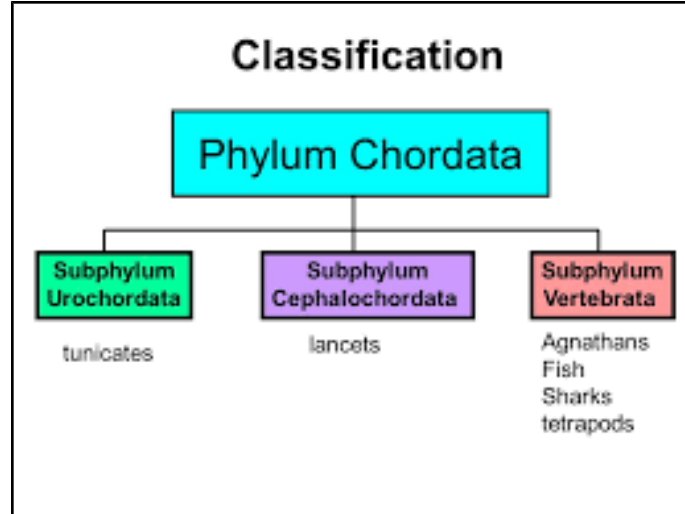 Classification
Phylum Chordata
Subphylum
Urochordata
Subphylum
Cephalochordata
Subphylum
Vertebrata
tunicates
lancets
Agnathans
Fish
Sharks
tetrapods